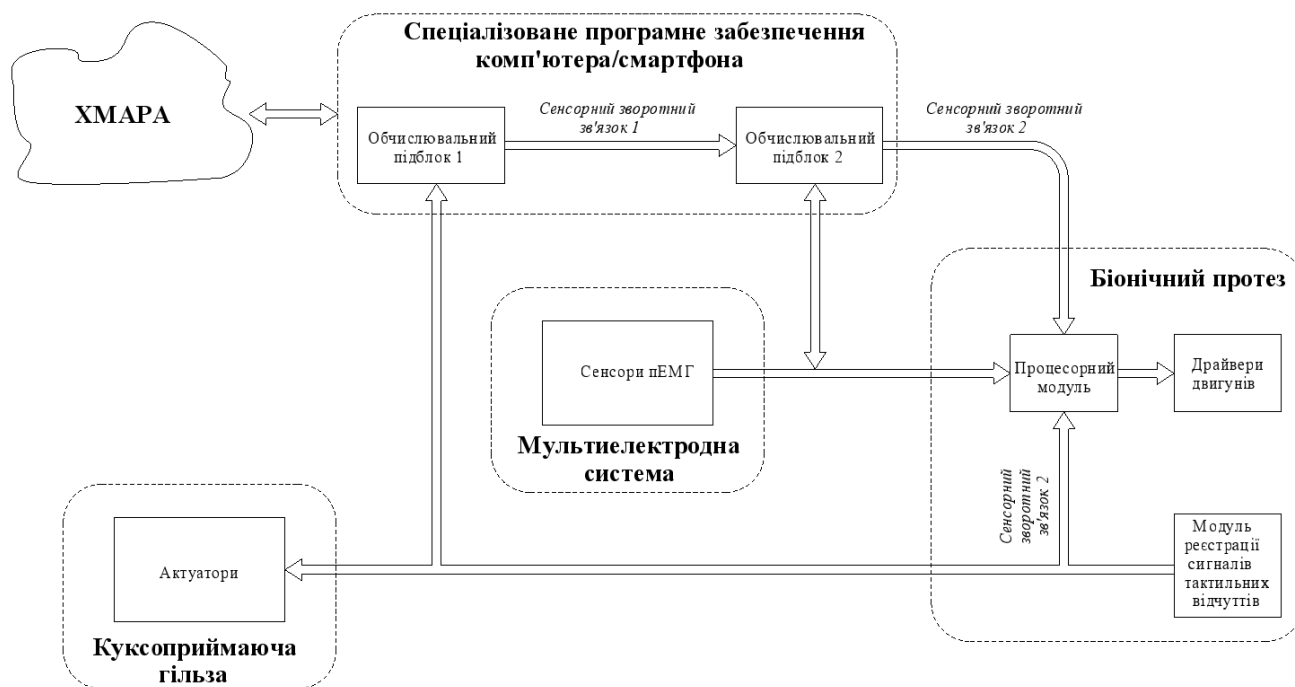 Спеціалізоване програмне забезпечення
комп'ютера/смартфона
ХМАРА
Обчислювальний
підблок 1
Сенсорний зворотний
зв'язок 1
Обчислювальний
підблок 2
Сенсорний зворотний
зв'язок 2
Біонічний протез
Сенсори пЕМГ
Процесорний
модуль
Драйвери
двигунів
Мультиелектродна
система
Сенсорний
зворотний
зв'язок 2
Актуатори
Модуль
реєстрації
сигналів
тактильних
відчуттів
Куксоприймаюча
гільза